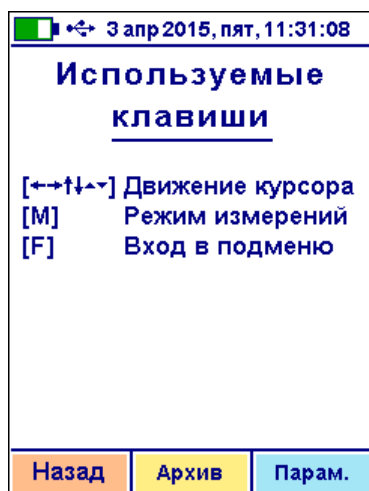 3 апр 2015, пят, 11:31:08
Используемые
клавиши
[←→↑↓▴▾] Движение курсора
[M] Режим измерений
[F] Вход в подменю
Назад Архив Парам.